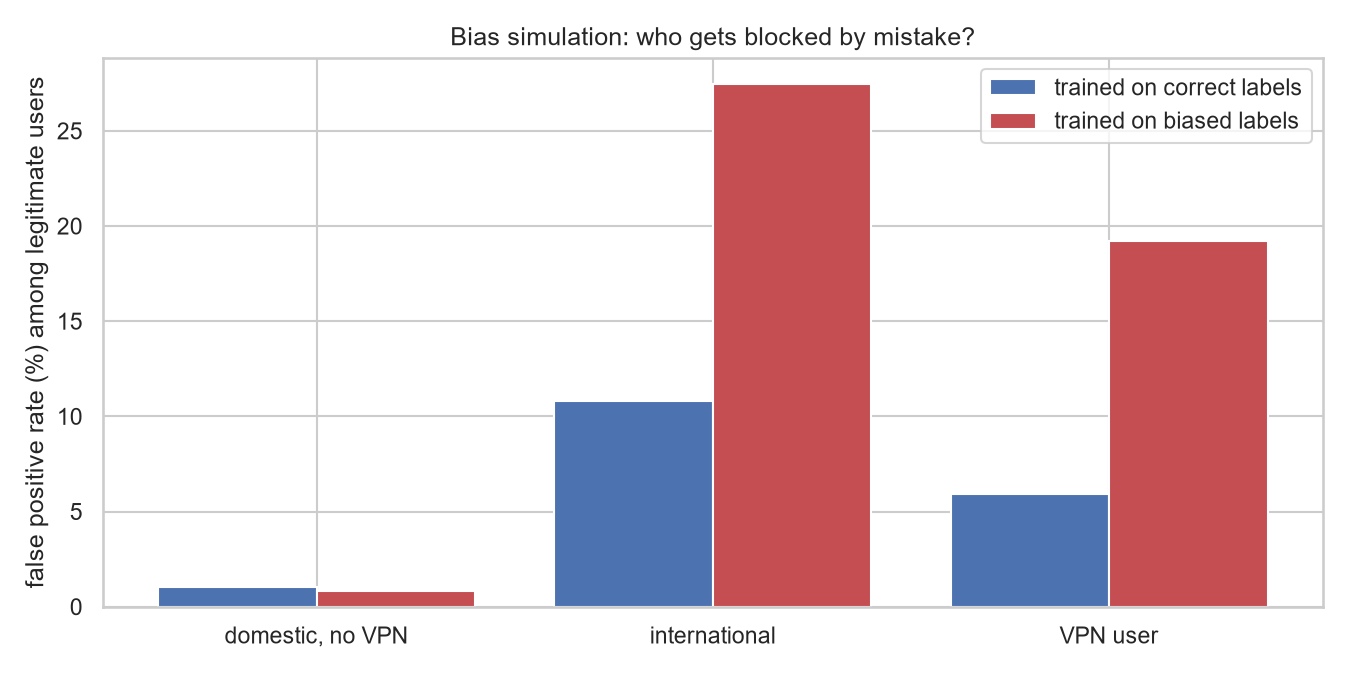 Bias simulation: who gets blocked by mistake?
trained on correct labels
trained on biased labels
false positive rate (%) among legitimate users
25
20
15
10
5
0
domestic, no VPN
international
VPN user